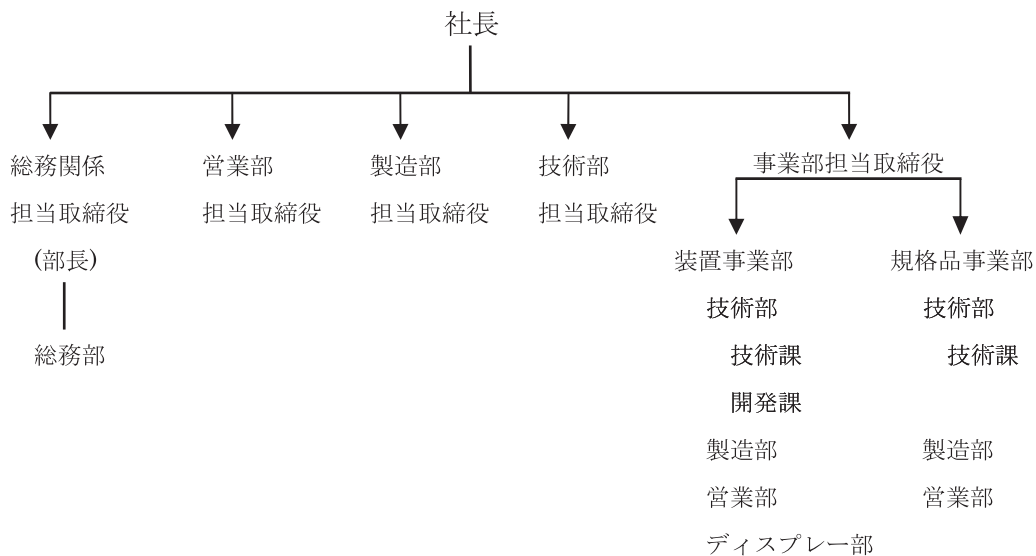 社長
総務関係 営業部 製造部 技術部 事業部担当取締役
担当取締役 担当取締役 担当取締役 担当取締役
(部長) 装置事業部 規格品事業部
技術部 技術部
総務部 技術課 技術課
開発課
製造部 製造部
営業部 営業部
ディスプレー部